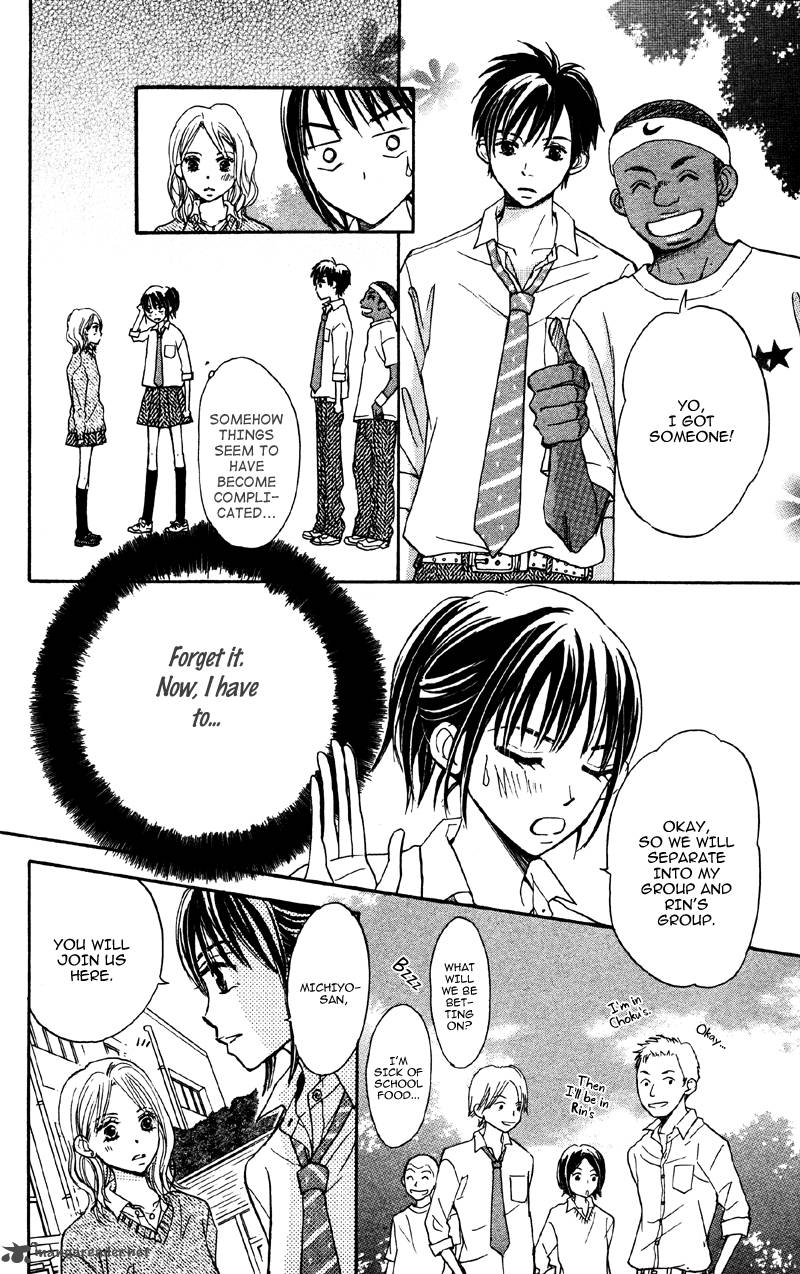 YO,
I GOT
SOMEONE!
SOMEHOW
THINGS
SEEM TO
HAVE
BECOME
COMPLI-
CATED...
Forget it.
Now, I have
to...
OKAY,
SO WE WILL
SEPARATE
INTO MY
GROUP AND
RIN'S
GROUP.
YOU WILL
JOIN US
HERE.
MICHIYO-
SAN,
Bzzz
WHAT
WILL
WE BE
BET-
TING
ON?
I'M
SICK OF
SCHOOL
FOOD...
I'm in
Choku's.
Okay...
Then
I'll be
in
Rin's
mangareader.net